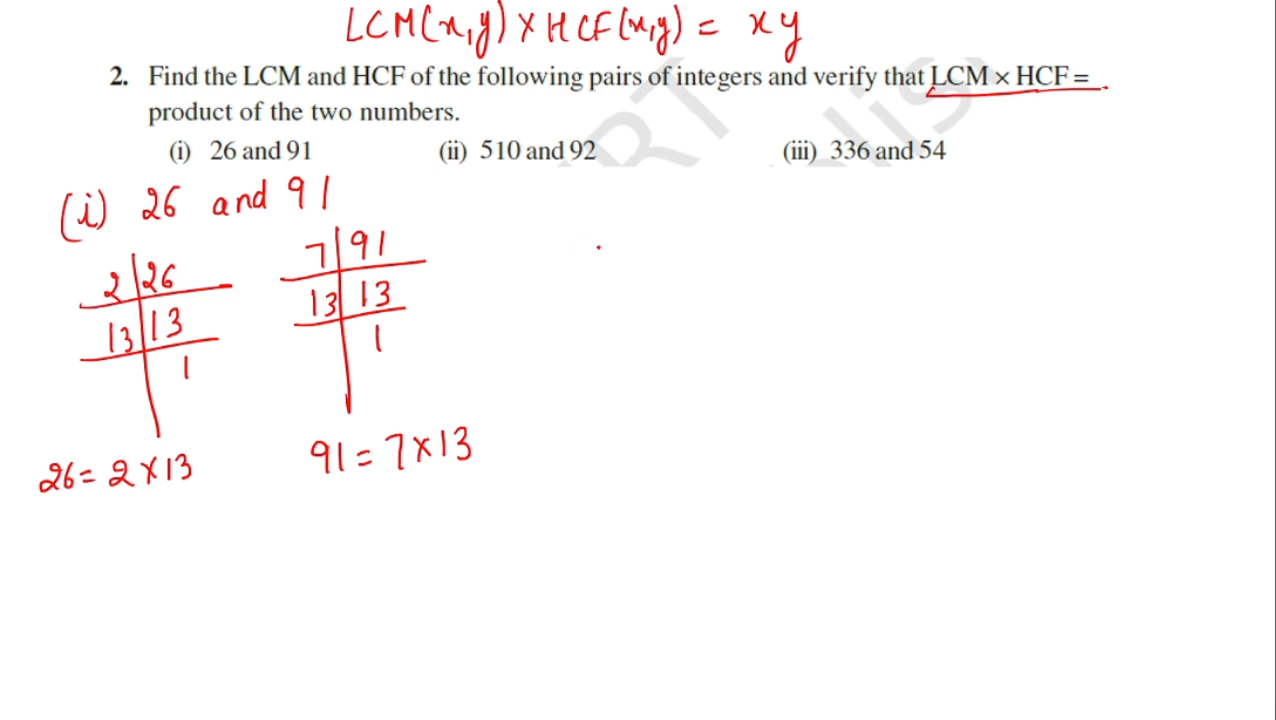 LCM(x,y) × HCF(x,y) = xy
2. Find the LCM and HCF of the following pairs of integers and verify that LCM × HCF =
product of the two numbers.
(i) 26 and 91 (ii) 510 and 92 (iii) 336 and 54
(i) 26 and 91
2 26 7 91
13 13 13 13
1 1
26 = 2 × 13 91 = 7 × 13